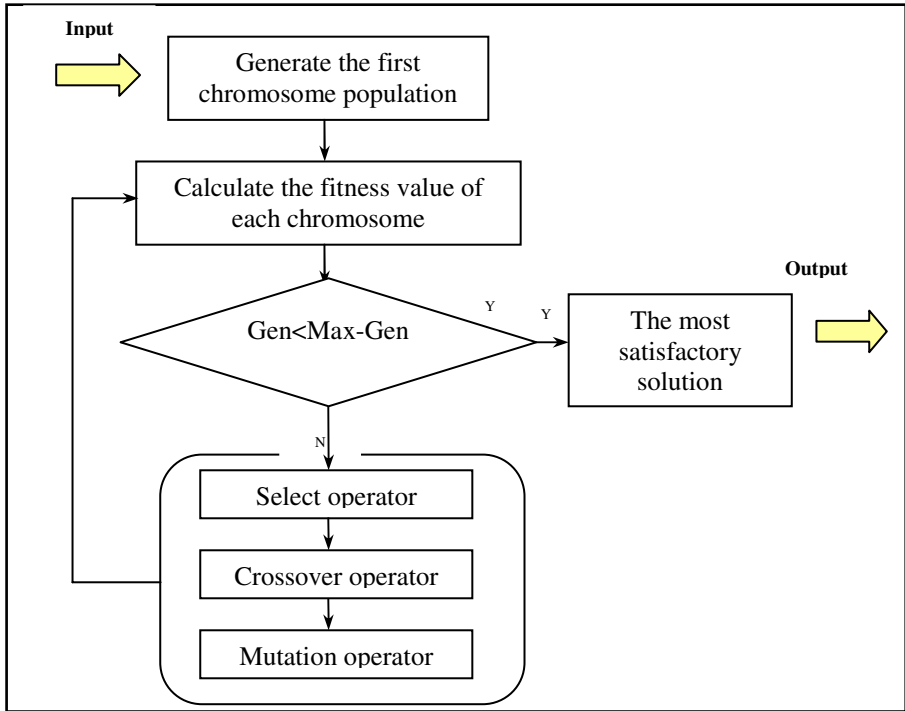 Input
Generate the first
chromosome population
Calculate the fitness value of
each chromosome
Output
Gen<Max-Gen
Y
Y
The most
satisfactory
solution
N
Select operator
Crossover operator
Mutation operator